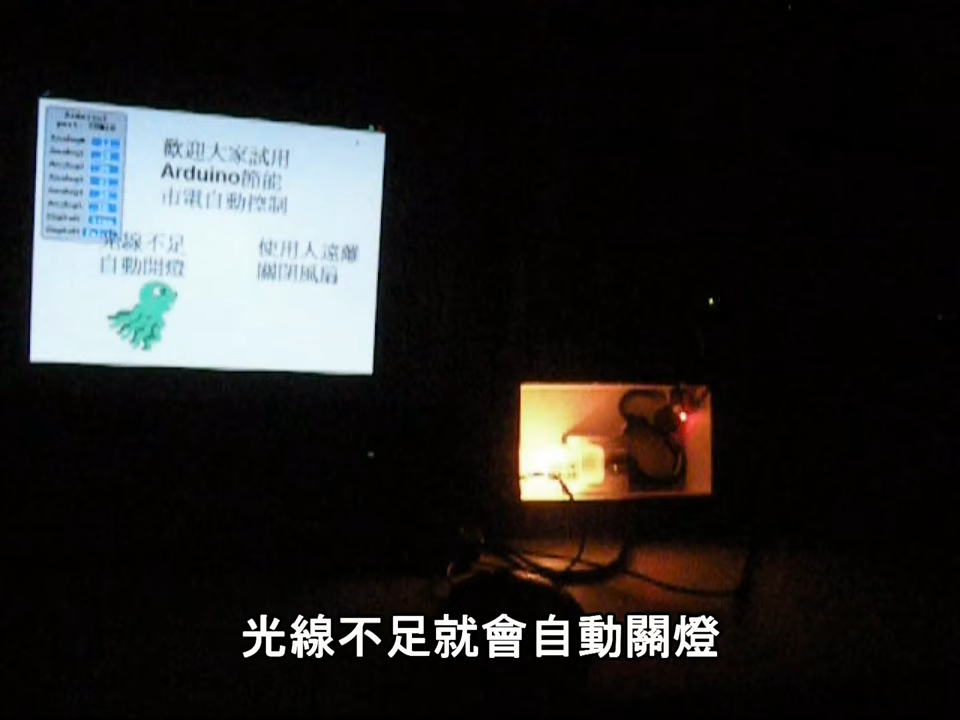 歡迎大家試用
Arduino節能
市電自動控制
光線不足
自動開燈
使用人遠離
關閉風扇
光線不足就會自動關燈